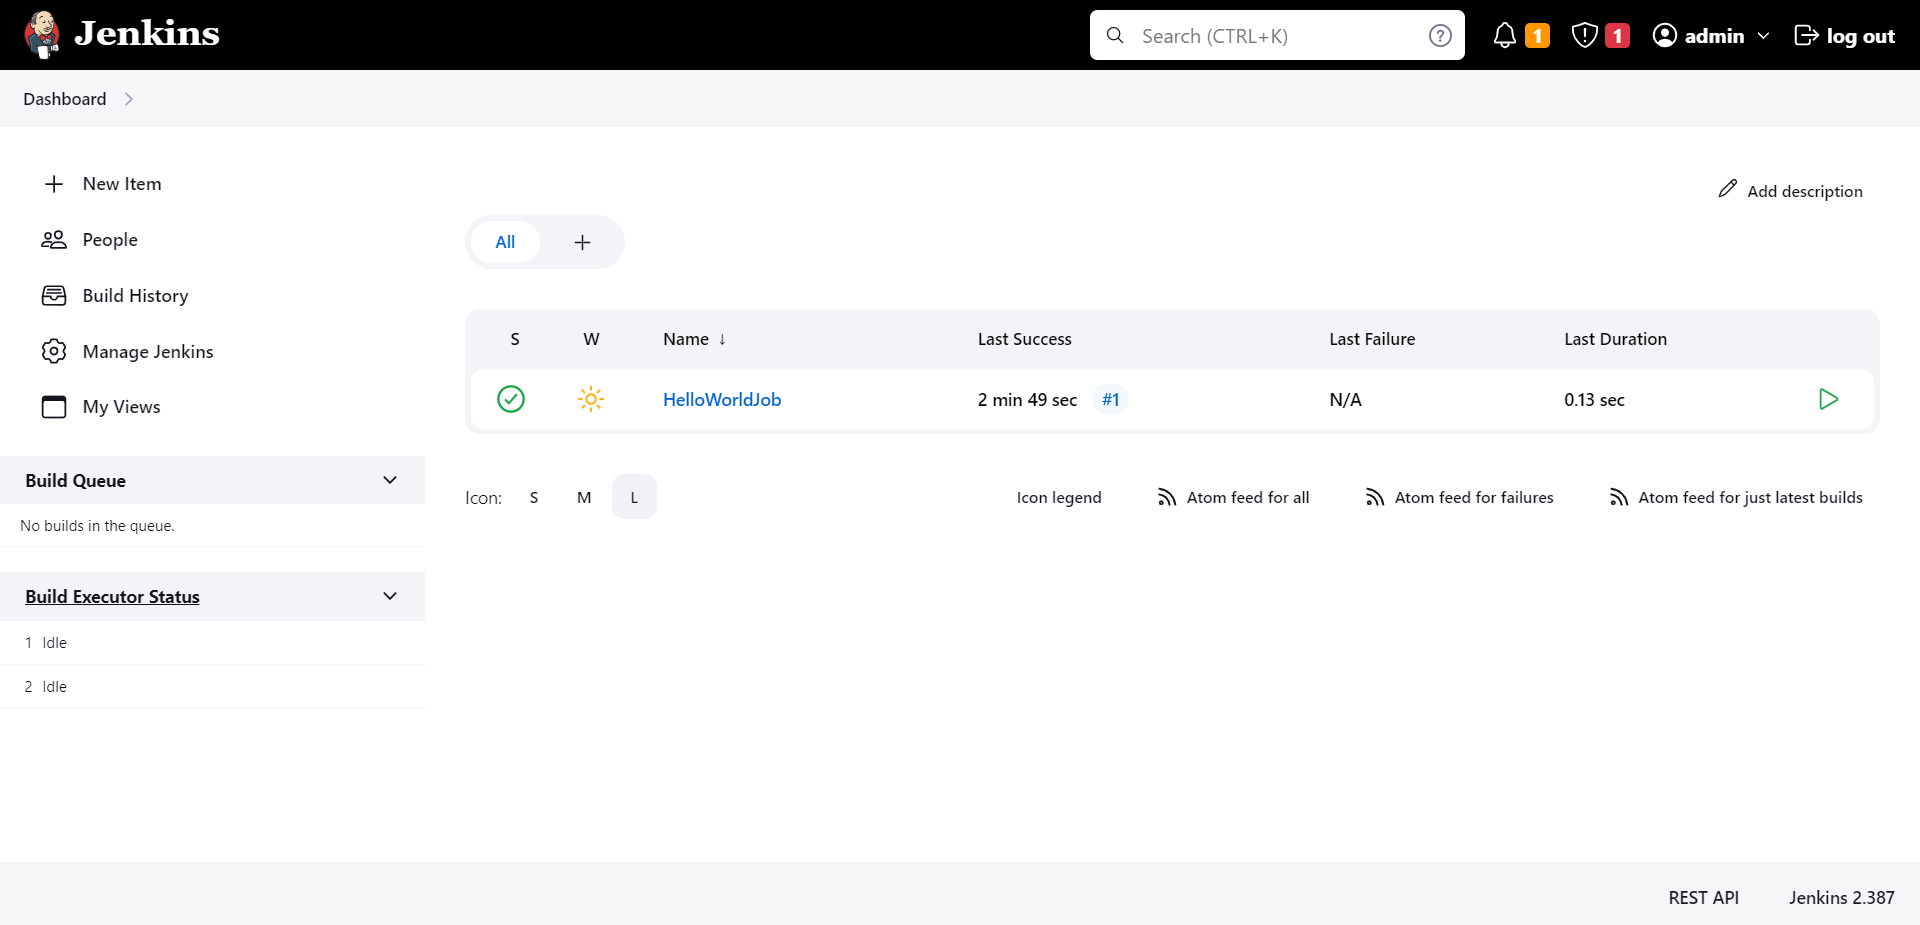 Jenkins
Search (CTRL+K)
1
1
admin
log out
Dashboard
New Item
People
Build History
Manage Jenkins
My Views
Build Queue
No builds in the queue.
Build Executor Status
1 Idle
2 Idle
Add description
All
S W Name ↓ Last Success Last Failure Last Duration
HelloWorldJob 2 min 49 sec #1 N/A 0.13 sec
Icon: S M L
Icon legend
Atom feed for all
Atom feed for failures
Atom feed for just latest builds
REST API
Jenkins 2.387